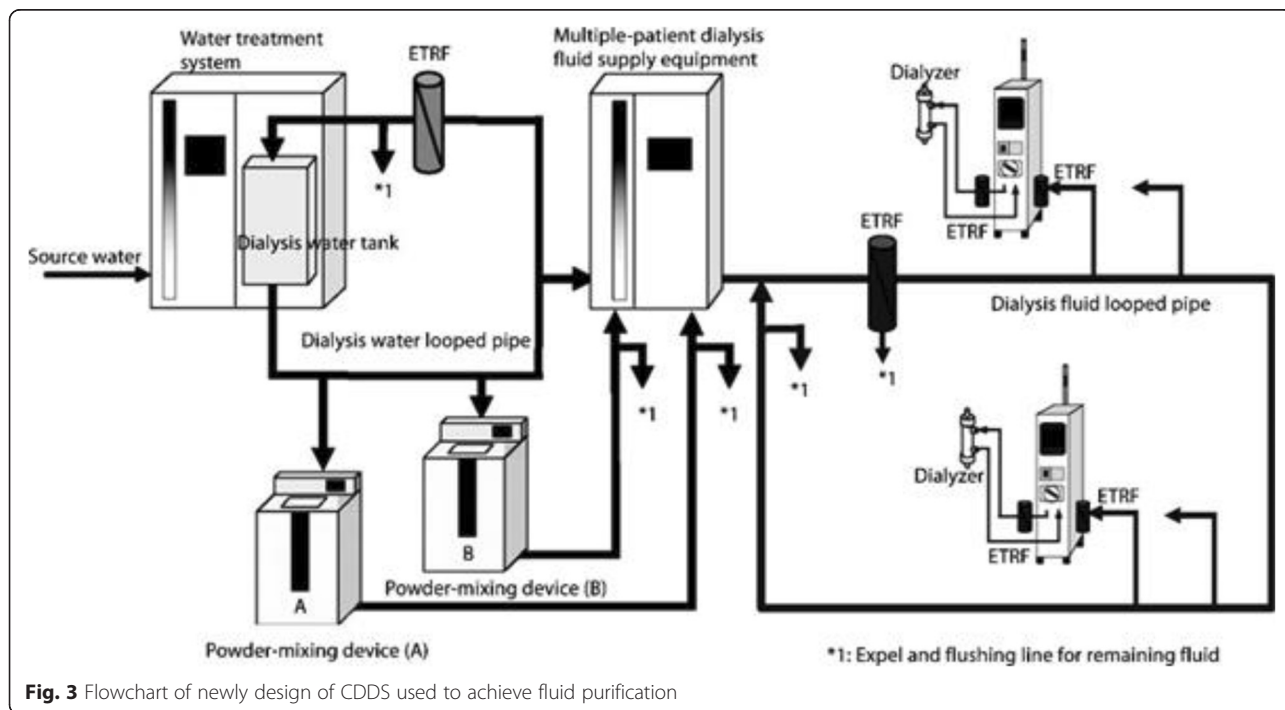 Water treatment
system
ETRF
Multiple-patient dialysis
fluid supply equipment
Dialyzer
ETRF
ETRF
*1
Dialysis water tank
Source water
ETRF
Dialysis fluid looped pipe
Dialysis water looped pipe
*1
*1
*1
*1
Dialyzer
ETRF
ETRF
B
Powder-mixing device (B)
A
Powder-mixing device (A)
*1: Expel and flushing line for remaining fluid
Fig. 3 Flowchart of newly design of CDDS used to achieve fluid purification